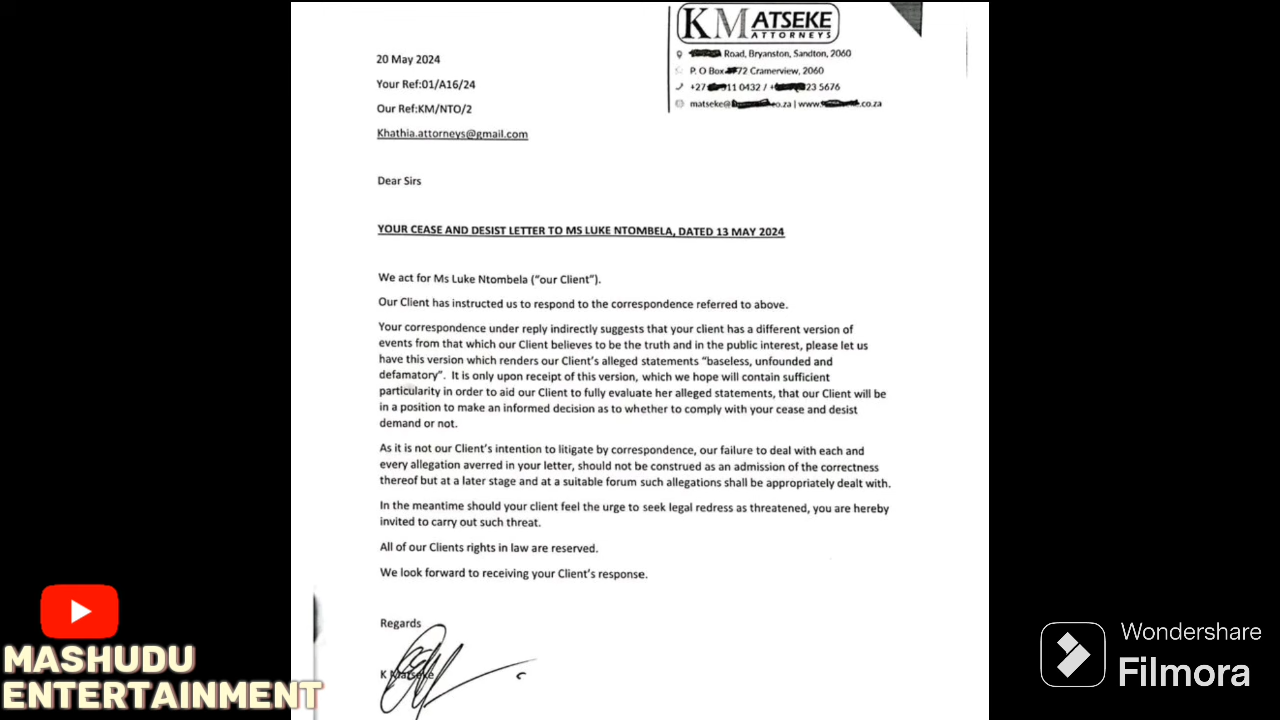 KMATSEKE
ATTORNEYS
Road, Bryanston, Sandton, 2060
P. O Box 72 Cramerview, 2060
+27 11 0432 / + 23 5676
matseke@ o.za | www. .co.za
20 May 2024
Your Ref:01/A16/24
Our Ref:KM/NTO/2
Khathia.attorneys@gmail.com
Dear Sirs
YOUR CEASE AND DESIST LETTER TO MS LUKE NTOMBELA, DATED 13 MAY 2024
We act for Ms Luke Ntombela ("our Client").
Our Client has instructed us to respond to the correspondence referred to above.
Your correspondence under reply indirectly suggests that your client has a different version of
events from that which our Client believes to be the truth and in the public interest, please let us
have this version which renders our Client's alleged statements "baseless, unfounded and
defamatory". It is only upon receipt of this version, which we hope will contain sufficient
particularity in order to aid our Client to fully evaluate her alleged statements, that our Client will be
in a position to make an informed decision as to whether to comply with your cease and desist
demand or not.
As it is not our Client's intention to litigate by correspondence, our failure to deal with each and
every allegation averred in your letter, should not be construed as an admission of the correctness
thereof but at a later stage and at a suitable forum such allegations shall be appropriately dealt with.
In the meantime should your client feel the urge to seek legal redress as threatened, you are hereby
invited to carry out such threat.
All of our Clients rights in law are reserved.
We look forward to receiving your Client's response.
Regards
K Matseke
MASHUDU
ENTERTAINMENT
Wondershare
Filmora